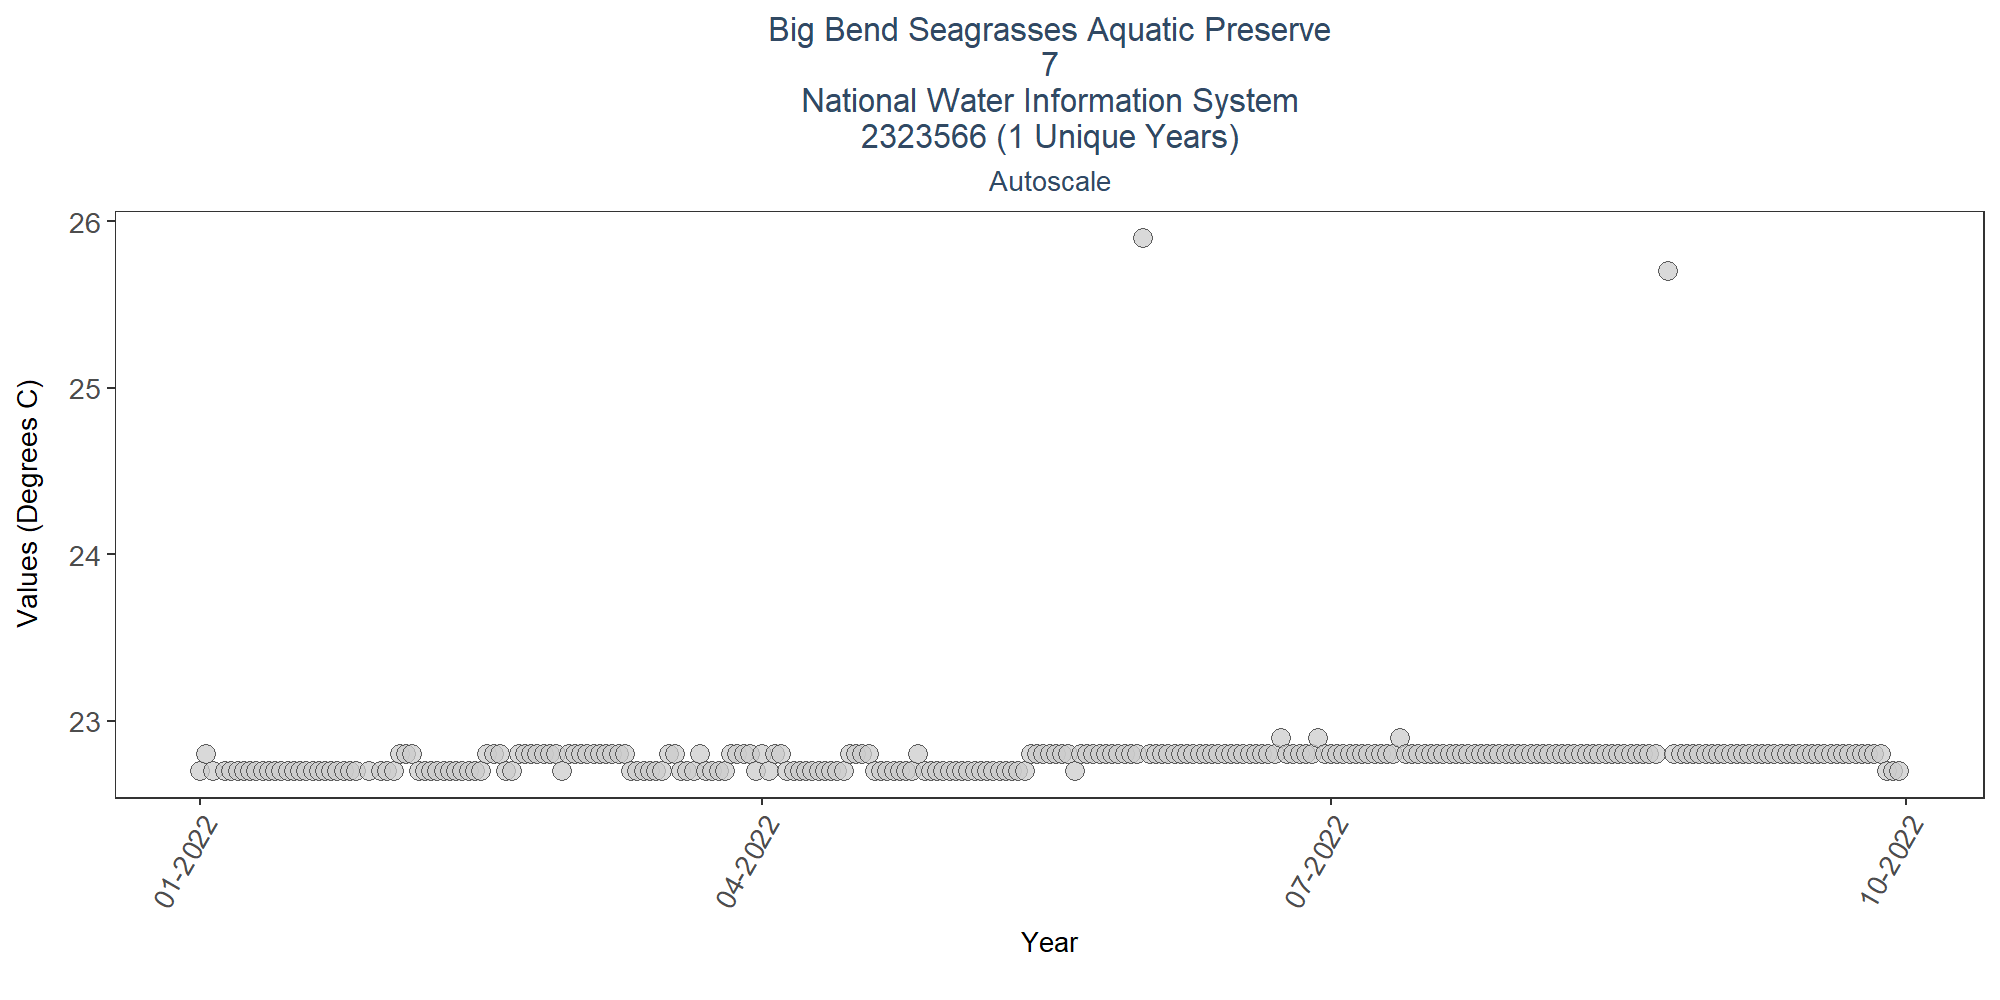 Big Bend Seagrasses Aquatic Preserve
7
National Water Information System
2323566 (1 Unique Years)
Autoscale
26
25
24
23
Values (Degrees C)
01-2022
04-2022
07-2022
10-2022
Year